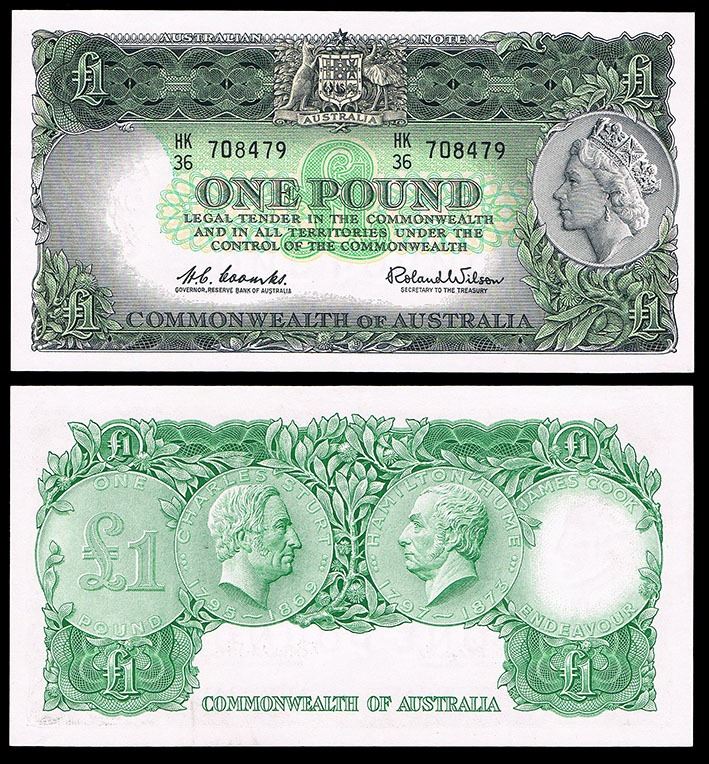 AUSTRALIAN NOTE
£1 £1
AUSTRALIA
HK 36 708479 HK 36 708479
ONE POUND
LEGAL TENDER IN THE COMMONWEALTH
AND IN ALL TERRITORIES UNDER THE
CONTROL OF THE COMMONWEALTH
H.C. Coombs. Roland Wilson
GOVERNOR, RESERVE BANK OF AUSTRALIA SECRETARY TO THE TREASURY
£1 £1
COMMONWEALTH OF AUSTRALIA
£1 £1
ONE
£1
POUND
CHARLES STURT
1795–1869
HAMILTON HUME
1797–1873
JAMES COOK
ENDEAVOUR
£1 £1
COMMONWEALTH OF AUSTRALIA